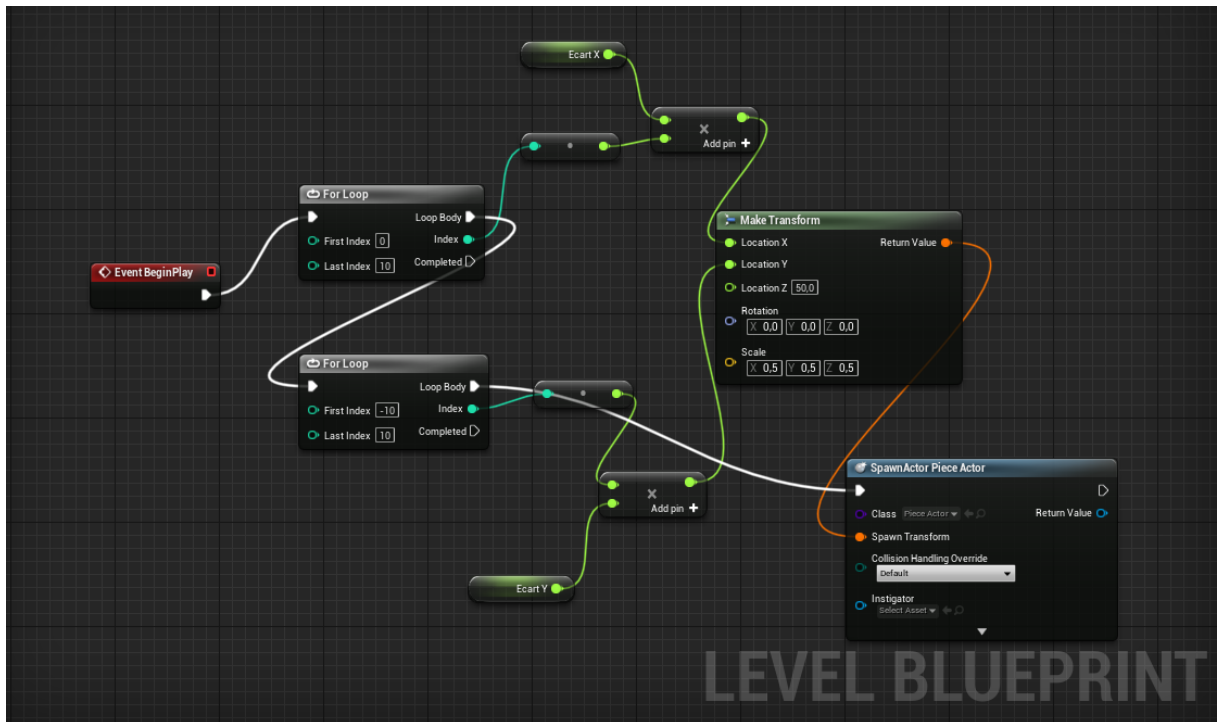 Ecart X
×
Add pin +
For Loop
Loop Body
First Index 0
Index
Last Index 10
Completed
Event BeginPlay
Make Transform
Location X
Return Value
Location Y
Location Z 50,0
Rotation
X 0,0 Y 0,0 Z 0,0
Scale
X 0,5 Y 0,5 Z 0,5
For Loop
Loop Body
First Index -10
Index
Last Index 10
Completed
×
Add pin +
Ecart Y
SpawnActor Piece Actor
Class Piece Actor
Return Value
Spawn Transform
Collision Handling Override
Default
Instigator
Select Asset
LEVEL BLUEPRINT